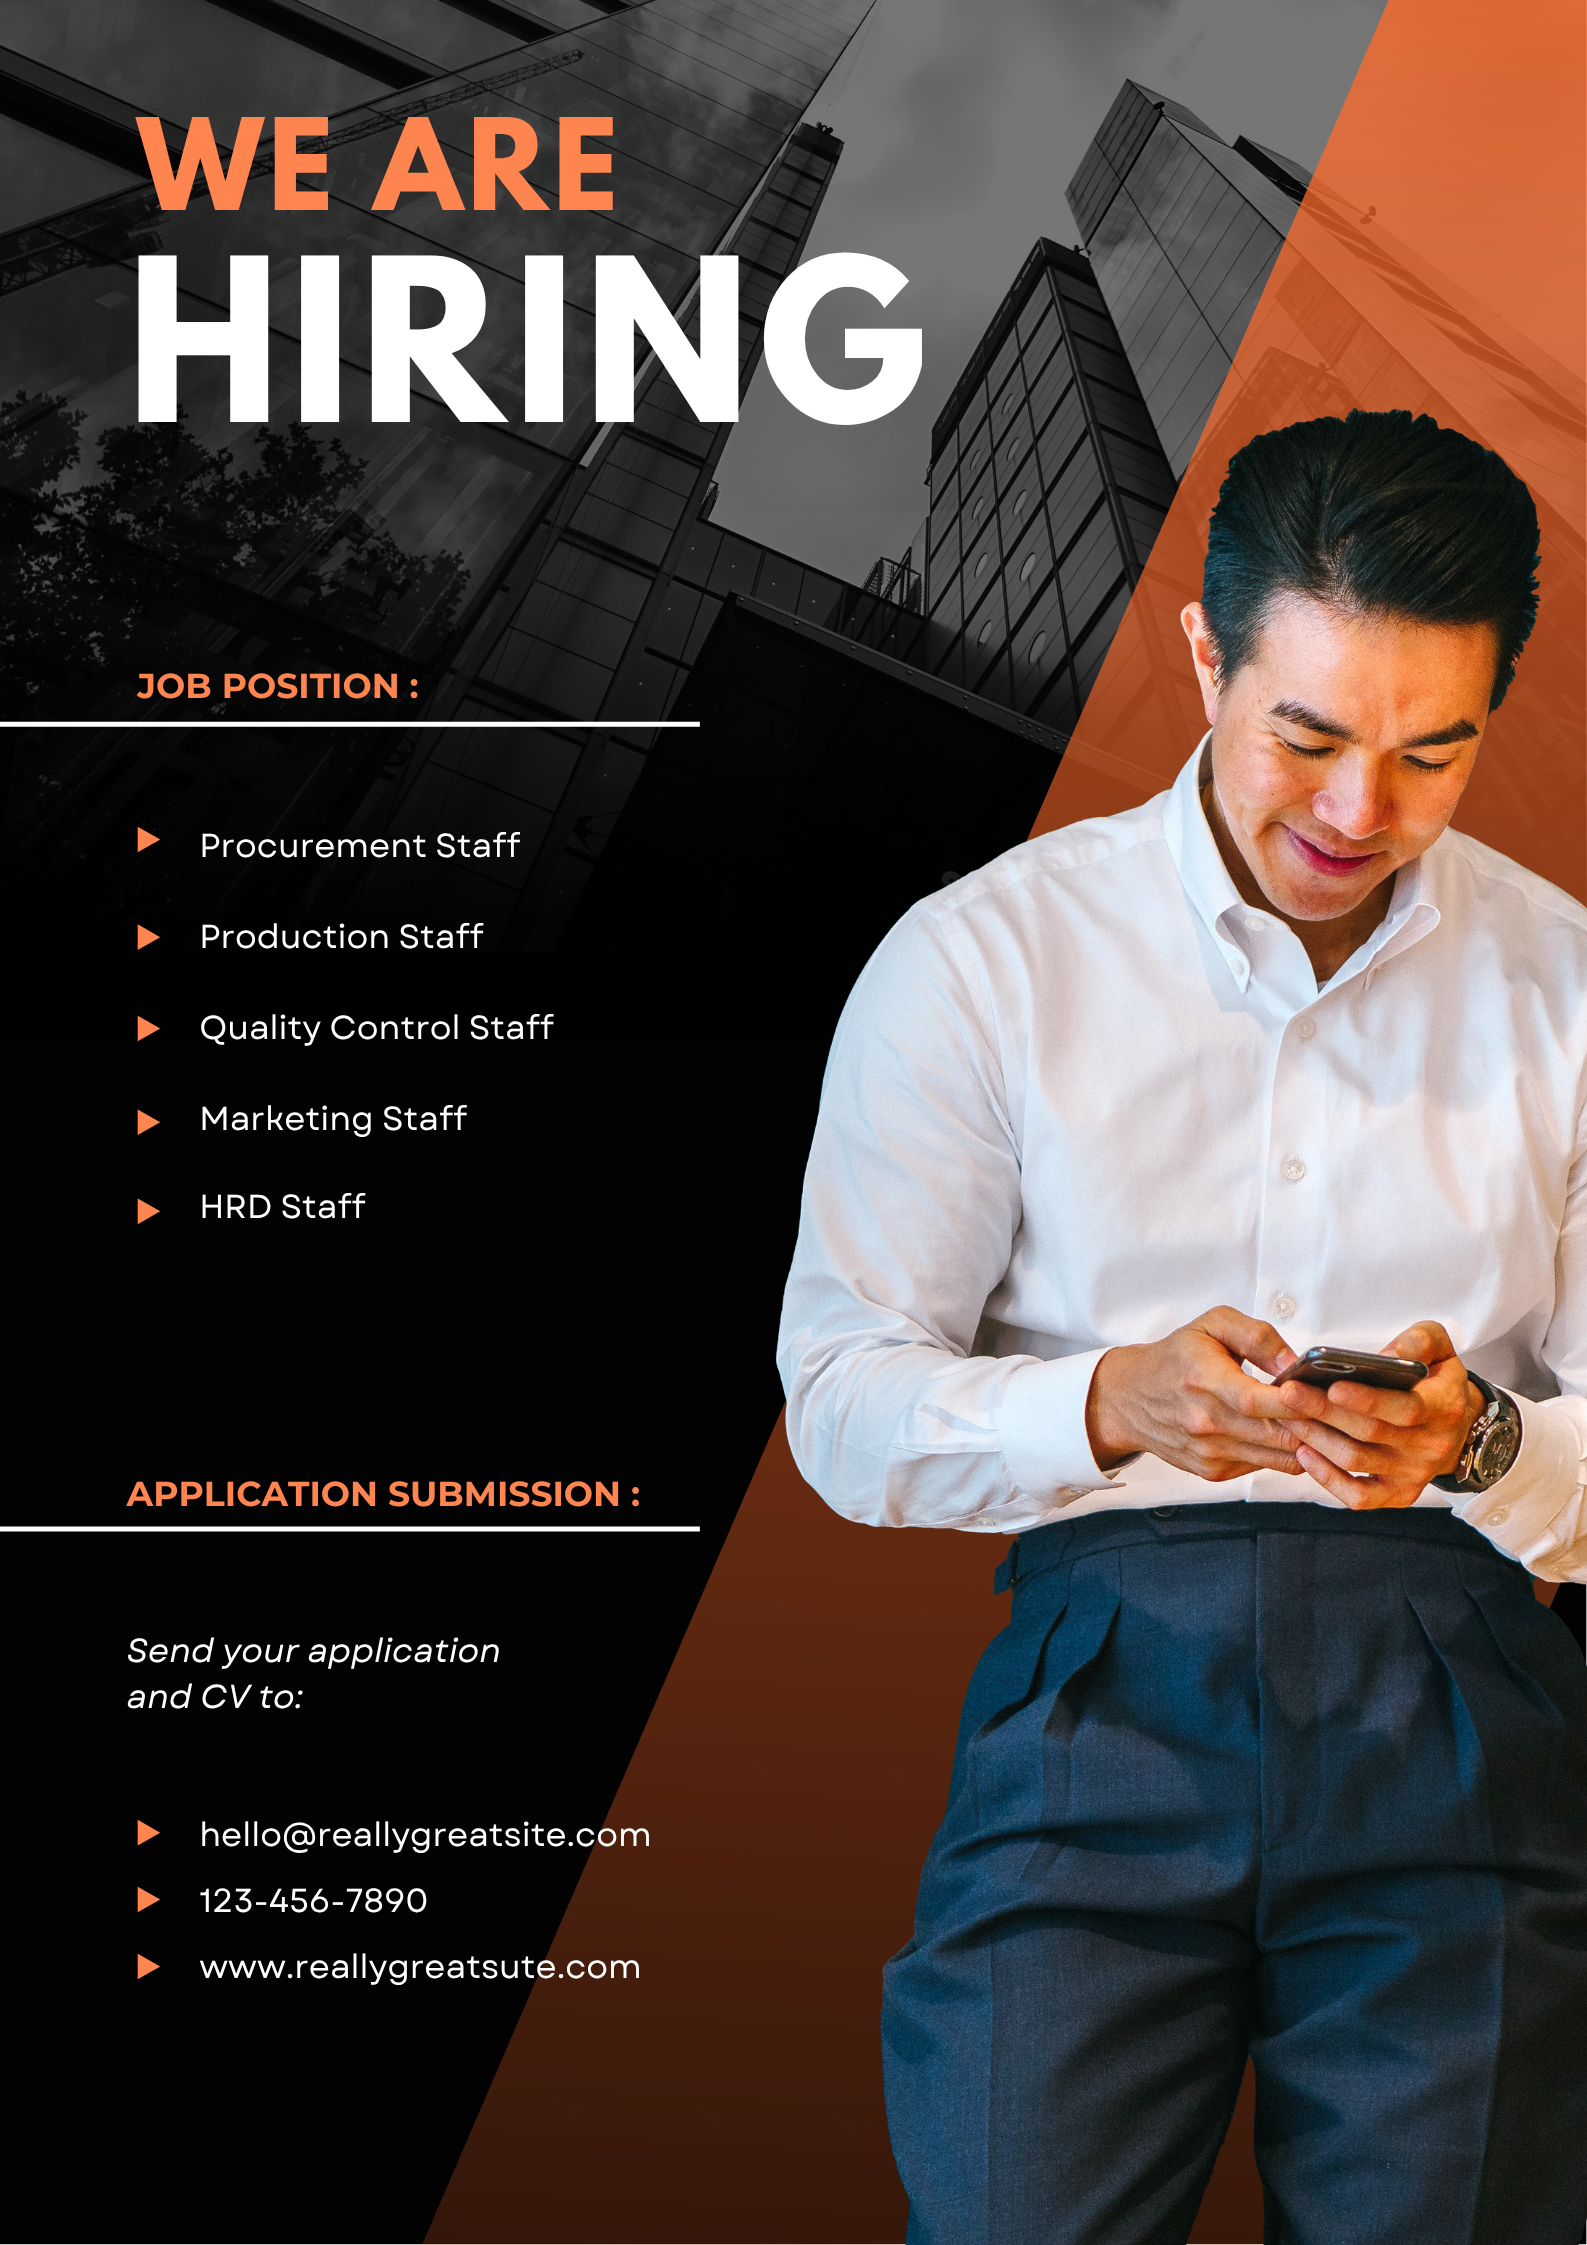 WE ARE
HIRING
JOB POSITION :
Procurement Staff
Production Staff
Quality Control Staff
Marketing Staff
HRD Staff
APPLICATION SUBMISSION :
Send your application
and CV to:
hello@reallygreatsite.com
123-456-7890
www.reallygreatsute.com